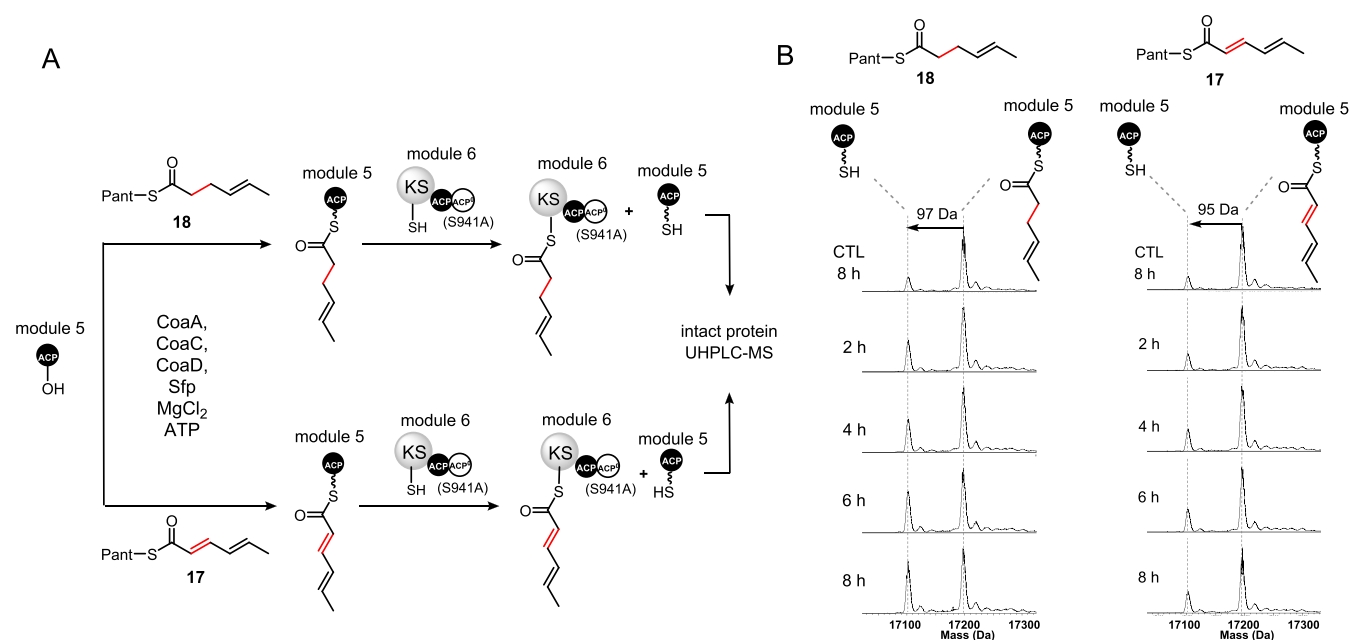 A
Pant
S
O
18
module 5
ACP
OH
CoaA,
CoaC,
CoaD,
Sfp
MgCl2
ATP
Pant
S
O
17
module 5
ACP
S
O
module 6
KS
SH
ACP
ACP0
(S941A)
module 6
KS
S
O
ACP
ACP0
(S941A)
+
module 5
ACP
SH
intact protein
UHPLC-MS
module 5
ACP
S
O
module 6
KS
SH
ACP
ACP0
(S941A)
module 6
KS
S
O
ACP
ACP0
(S941A)
+
module 5
ACP
HS
B
Pant
S
O
18
module 5
ACP
SH
module 5
ACP
S
O
97 Da
CTL
8 h
2 h
4 h
6 h
8 h
17100 17200 17300
Mass (Da)
Pant
S
O
17
module 5
ACP
SH
module 5
ACP
S
O
95 Da
CTL
8 h
2 h
4 h
6 h
8 h
17100 17200 17300
Mass (Da)